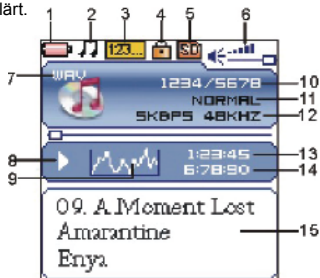 lärt.
1 2 3 4 5 6
123... SD
7 WAV
1234/5678 10
NORMAL 11
5KBPS 48KHZ 12
8 1:23:45 13
9 6:78:90 14
09. A Moment Lost
Amarantine 15
Enya